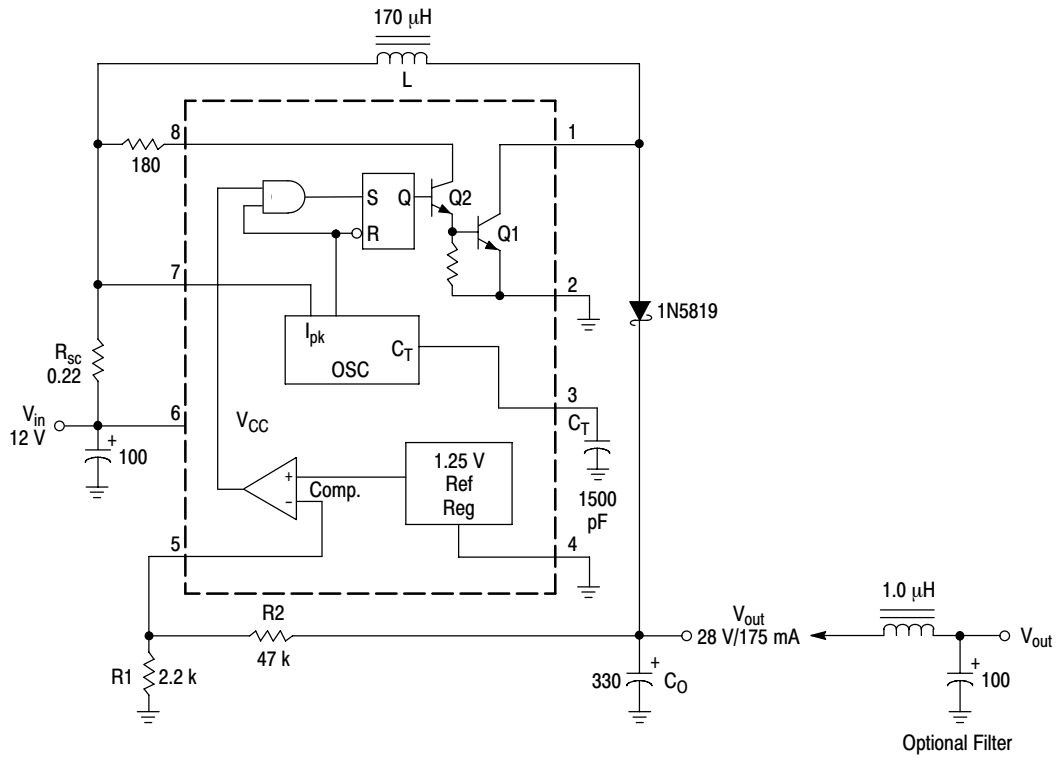 170 μH
L
8
1
180
S
Q
Q2
R
Q1
7
2
1N5819
I_pk
C_T
OSC
R_sc
0.22
3
V_in
12 V
6
V_CC
C_T
+
100
1.25 V
Ref
Reg
+
Comp.
–
1500
pF
5
4
R2
47 k
V_out
28 V/175 mA
1.0 μH
V_out
R1
2.2 k
330
+
C_O
+
100
Optional Filter